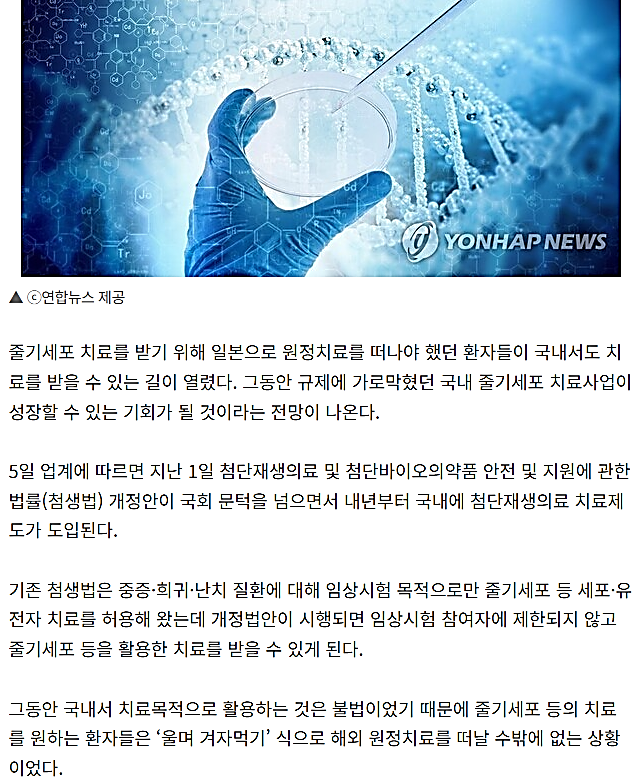 YONHAP NEWS
▲ ⓒ연합뉴스 제공
줄기세포 치료를 받기 위해 일본으로 원정치료를 떠나야 했던 환자들이 국내서도 치
료를 받을 수 있는 길이 열렸다. 그동안 규제에 가로막혔던 국내 줄기세포 치료사업이
성장할 수 있는 기회가 될 것이라는 전망이 나온다.
5일 업계에 따르면 지난 1일 첨단재생의료 및 첨단바이오의약품 안전 및 지원에 관한
법률(첨생법) 개정안이 국회 문턱을 넘으면서 내년부터 국내에 첨단재생의료 치료제
도가 도입된다.
기존 첨생법은 중증·희귀·난치 질환에 대해 임상시험 목적으로만 줄기세포 등 세포·유
전자 치료를 허용해 왔는데 개정법안이 시행되면 임상시험 참여자에 제한되지 않고
줄기세포 등을 활용한 치료를 받을 수 있게 된다.
그동안 국내서 치료목적으로 활용하는 것은 불법이었기 때문에 줄기세포 등의 치료
를 원하는 환자들은 ‘울며 겨자먹기’ 식으로 해외 원정치료를 떠날 수밖에 없는 상황
이었다.